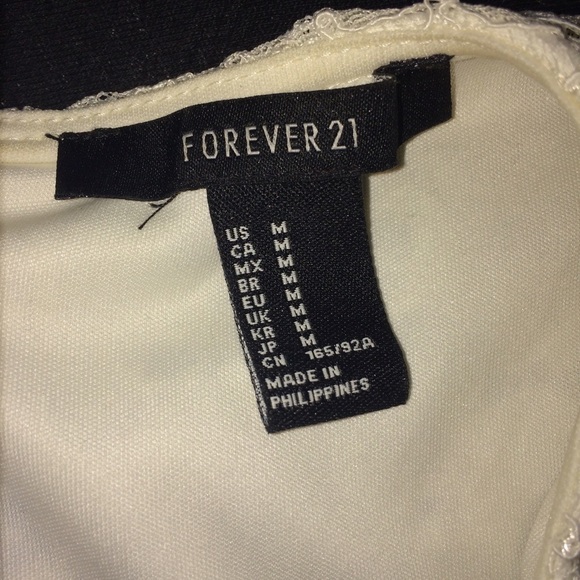 FOREVER 21
US M
CA M
MX M
BR M
EU M
UK M
KR M
JP M
CN 165/92A
MADE IN
PHILIPPINES